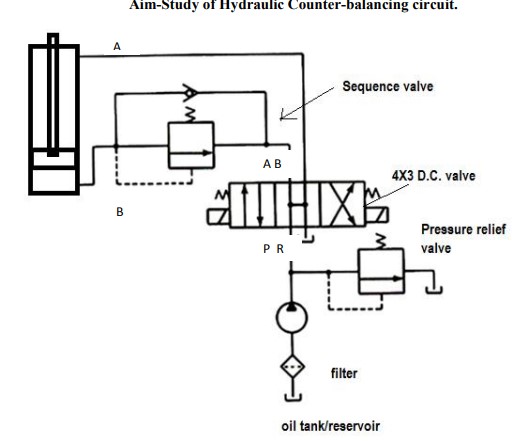 Aim-Study of Hydraulic Counter-balancing circuit.
A
Sequence valve
A B
4X3 D.C. valve
B
Pressure relief
valve
P R
filter
oil tank/reservoir